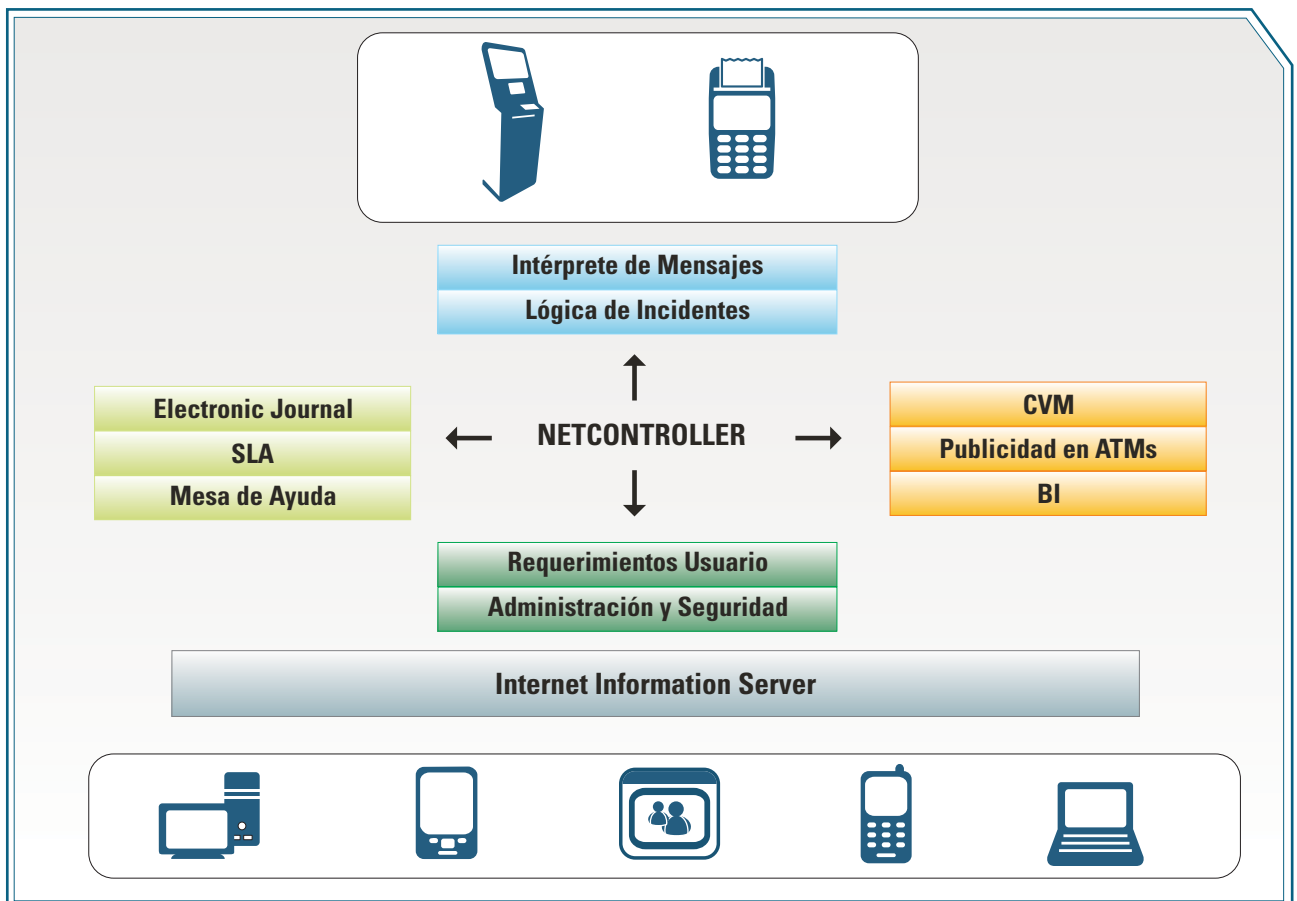 Intérprete de Mensajes
Lógica de Incidentes
Electronic Journal
SLA
Mesa de Ayuda
NETCONTROLLER
CVM
Publicidad en ATMs
BI
Requerimientos Usuario
Administración y Seguridad
Internet Information Server